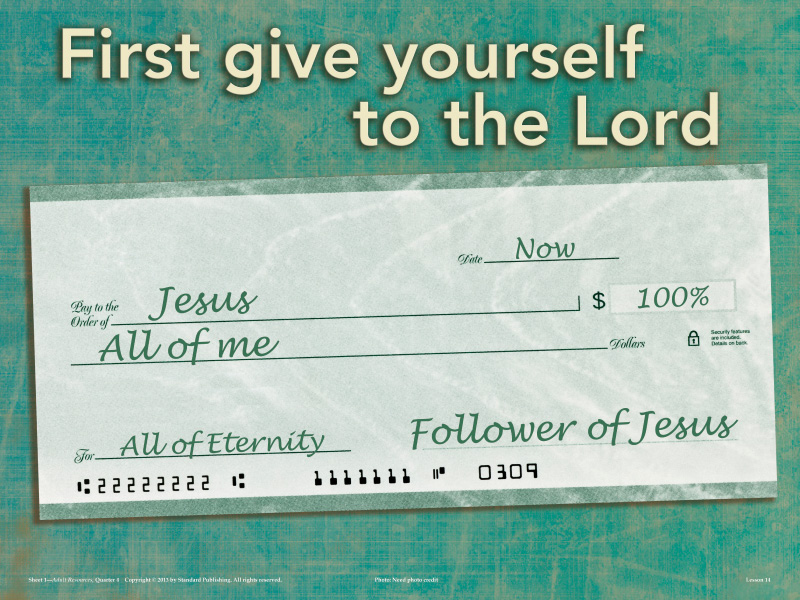 First give yourself
to the Lord
Date Now
Pay to the
Order of Jesus $ 100%
All of me Dollars
Security features
are included.
Details on back.
For All of Eternity Follower of Jesus
⑆22222222 ⑆ 1111111 ⑈ 0309
Sheet 1—Adult Resources, Quarter 4 Copyright © 2013 by Standard Publishing. All rights reserved. Photo: Need photo credit Lesson 14